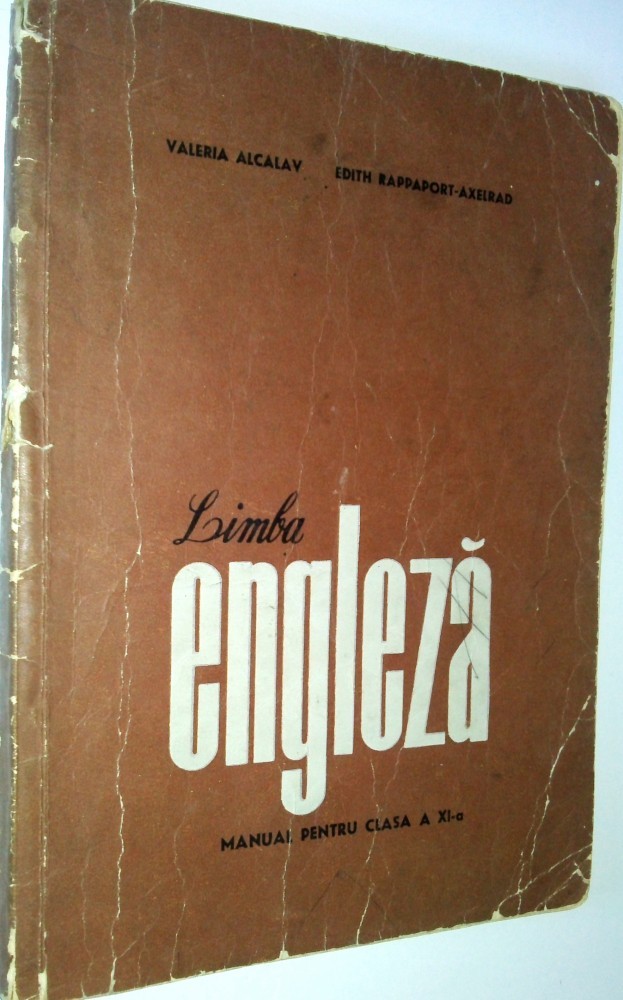 VALERIA ALCALAY EDITH RAPPAPORT-AXELRAD
Limba
engleză
MANUAL PENTRU CLASA A XI-a